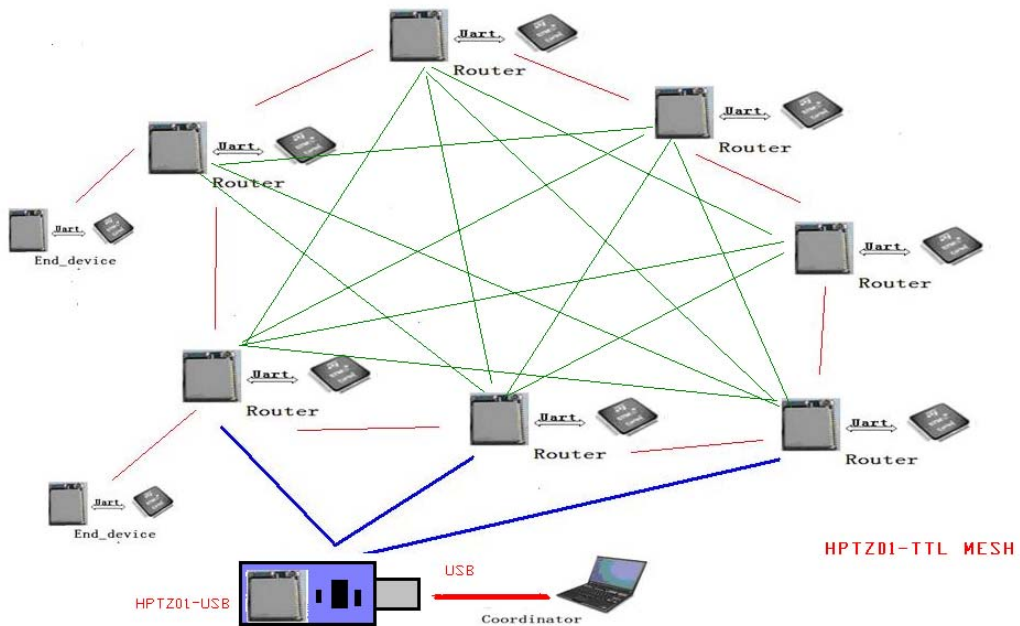 Uart
Router
Uart
Router
Uart
Router
Uart
End_device
Uart
Router
Uart
Router
Uart
Router
Uart
Router
Uart
End_device
HPTZ01-TTL MESH
USB
HPTZ01-USB
Coordinator